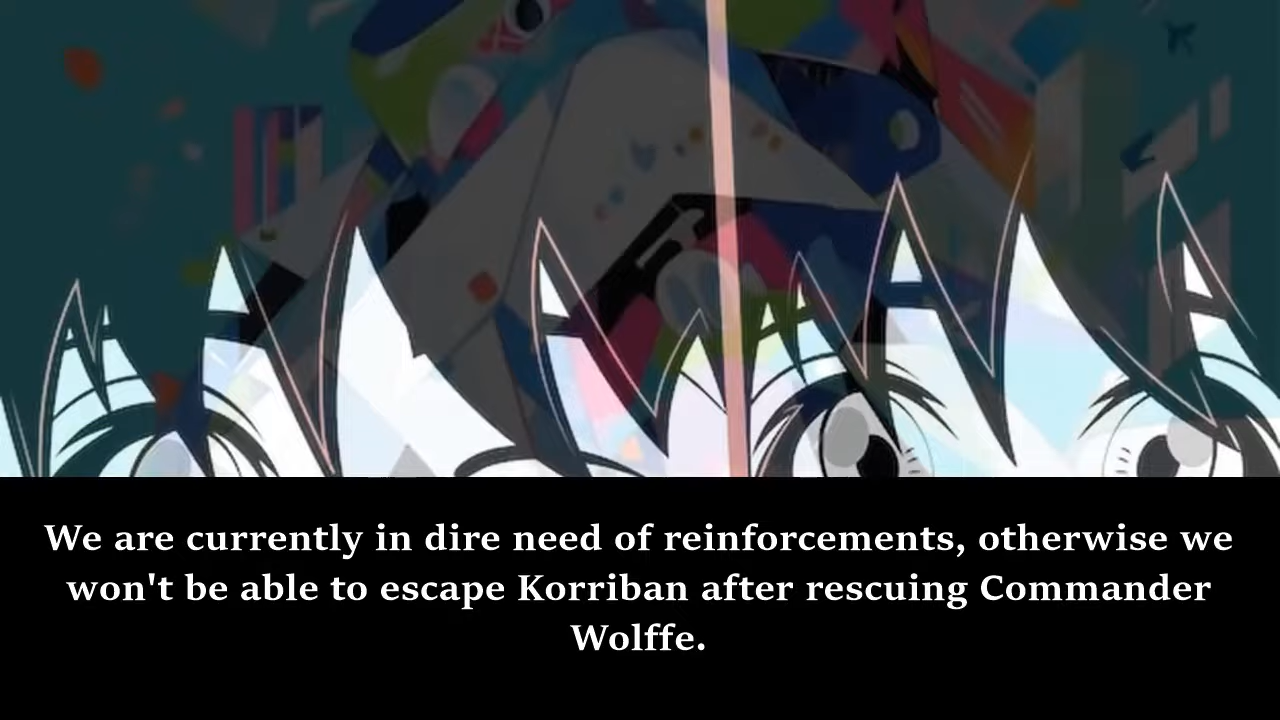 We are currently in dire need of reinforcements, otherwise we
won't be able to escape Korriban after rescuing Commander
Wolffe.